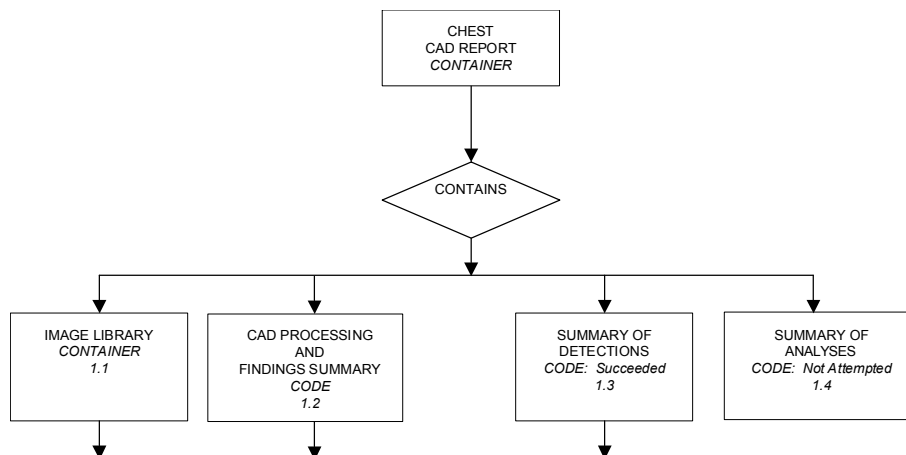 CHEST
CAD REPORT
CONTAINER
CONTAINS
IMAGE LIBRARY
CONTAINER
1.1
CAD PROCESSING
AND
FINDINGS SUMMARY
CODE
1.2
SUMMARY OF
DETECTIONS
CODE: Succeeded
1.3
SUMMARY OF
ANALYSES
CODE: Not Attempted
1.4